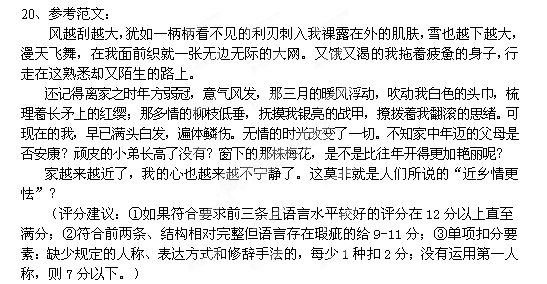 20、参考范文：
风越刮越大，犹如一柄柄看不见的利刃刺入我裸露在外的肌肤，雪也越下越大，
漫天飞舞，在我面前织就一张无边无际的大网。又饿又渴的我拖着疲惫的身子，行
走在这熟悉却又陌生的路上。
还记得离家之时年方弱冠，意气风发，那三月的暖风浮动，吹动我白色的头巾，梳
理着长矛上的红缨；那多情的柳枝低垂，抚摸我银亮的战甲，撩拨着我翻滚的思绪。可
现在的我，早已满头白发，遍体鳞伤。无情的时光改变了一切。不知家中年迈的父母是
否安康？顽皮的小弟长高了没有？窗下的那株梅花，是不是比往年开得更加艳丽呢？
家越来越近了，我的心也越来越不宁静了。这莫非就是人们所说的“近乡情更
怯”？
（评分建议：①如果符合要求前三条且语言水平较好的评分在 12 分以上直至
满分；②符合前两条、结构相对完整但语言存在瑕疵的给 9-11 分；③单项扣分要
素：缺少规定的人称、表达方式和修辞手法的，每少 1 种扣 2 分；没有运用第一人
称，则 7 分以下。）